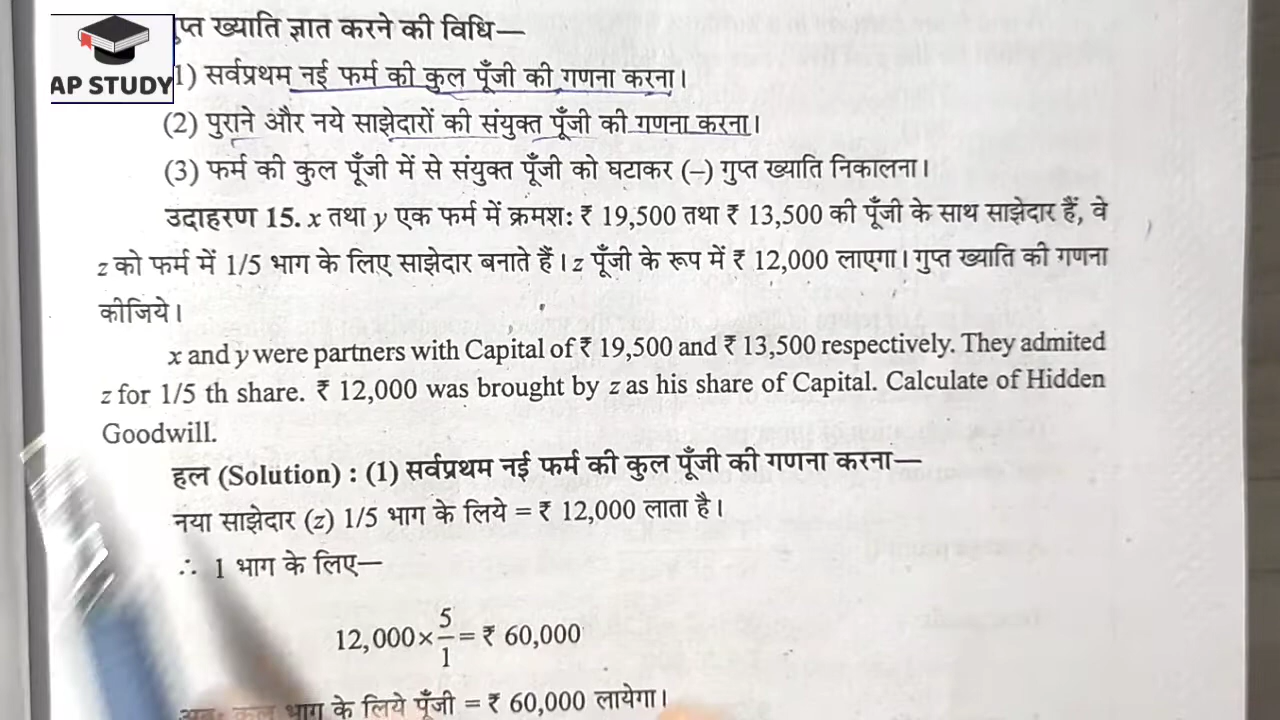 AP STUDY
गुप्त ख्याति ज्ञात करने की विधि—
1) सर्वप्रथम नई फर्म की कुल पूँजी की गणना करना।
(2) पुराने और नये साझेदारों की संयुक्त पूँजी की गणना करना।
(3) फर्म की कुल पूँजी में से संयुक्त पूँजी को घटाकर (–) गुप्त ख्याति निकालना।
उदाहरण 15. x तथा y एक फर्म में क्रमश: ₹ 19,500 तथा ₹ 13,500 की पूँजी के साथ साझेदार हैं, वे
z को फर्म में 1/5 भाग के लिए साझेदार बनाते हैं। z पूँजी के रूप में ₹ 12,000 लाएगा। गुप्त ख्याति की गणना
कीजिये।
x and y were partners with Capital of ₹ 19,500 and ₹ 13,500 respectively. They admitted
z for 1/5 th share. ₹ 12,000 was brought by z as his share of Capital. Calculate of Hidden
Goodwill.
हल (Solution) : (1) सर्वप्रथम नई फर्म की कुल पूँजी की गणना करना—
नया साझेदार (z) 1/5 भाग के लिये = ₹ 12,000 लाता है।
∴ 1 भाग के लिए—
12,000 × 5/1 = ₹ 60,000
अत: कुल भाग के लिये पूँजी = ₹ 60,000 लायेगा।